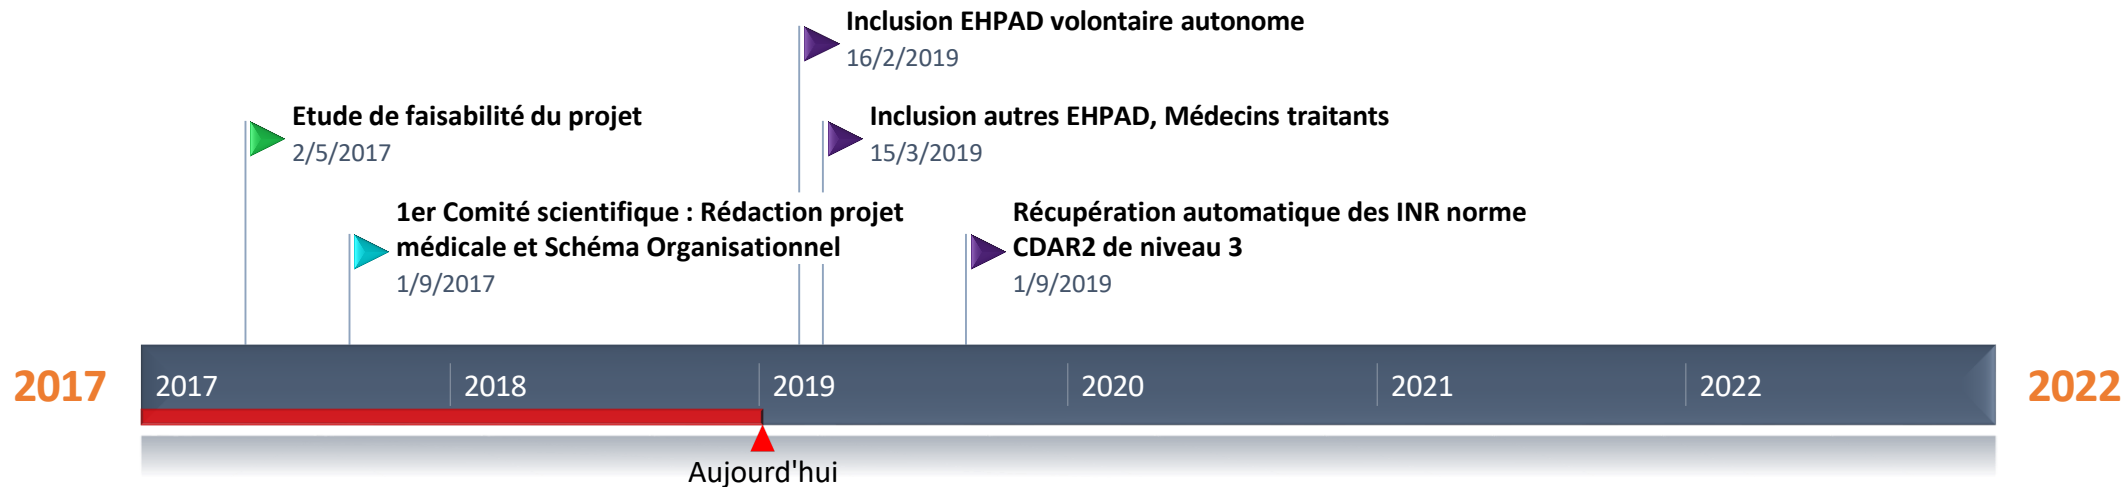 Inclusion EHPAD volontaire autonome
16/2/2019
Etude de faisabilité du projet
2/5/2017
Inclusion autres EHPAD, Médecins traitants
15/3/2019
1er Comité scientifique : Rédaction projet
médicale et Schéma Organisationnel
1/9/2017
Récupération automatique des INR norme
CDAR2 de niveau 3
1/9/2019
2017
2017 2018 2019 2020 2021 2022
2022
Aujourd'hui